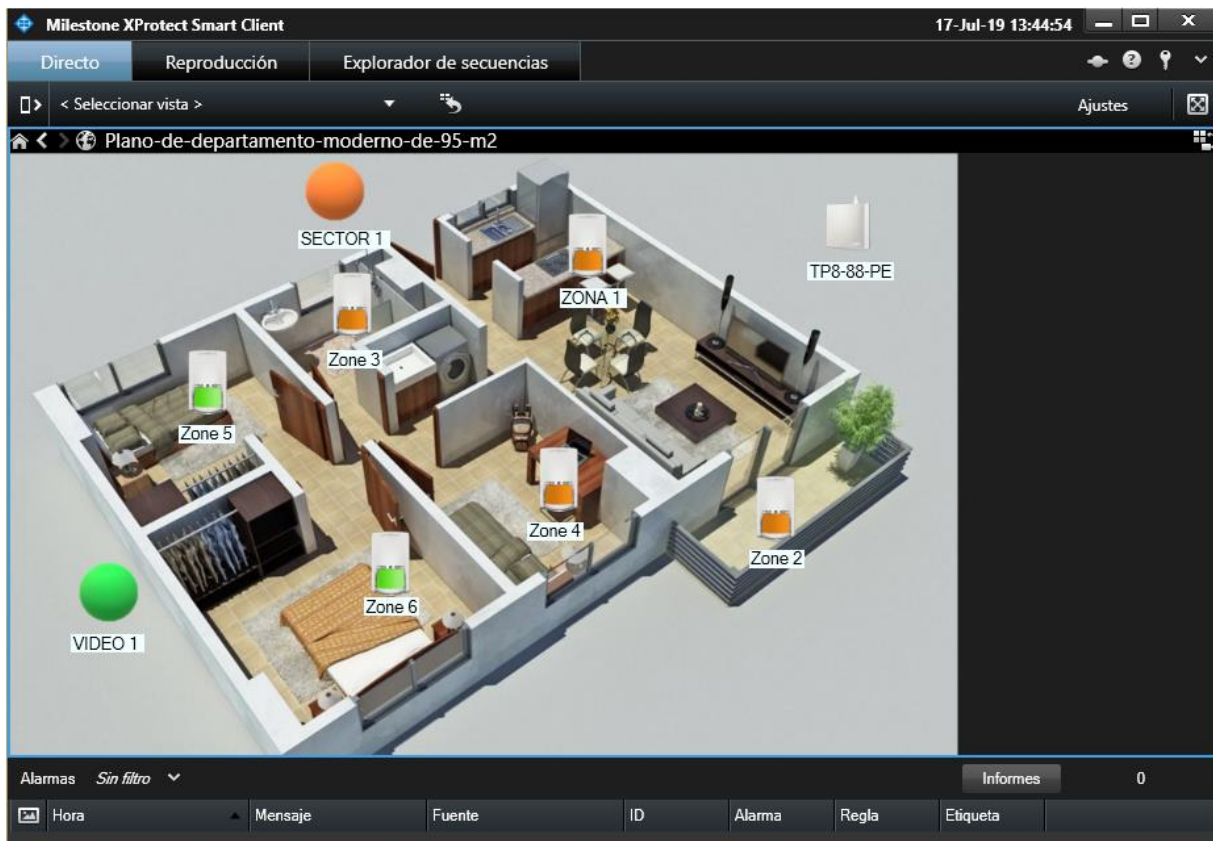 Milestone XProtect Smart Client
17-Jul-19 13:44:54
Directo
Reproducción
Explorador de secuencias
< Seleccionar vista >
Ajustes
Plano-de-departamento-moderno-de-95-m2
SECTOR 1
TP8-88-PE
ZONA 1
Zone 3
Zone 5
Zone 4
Zone 2
Zone 6
VIDEO 1
Alarmas Sin filtro
Informes
0
Hora Mensaje Fuente ID Alarma Regla Etiqueta